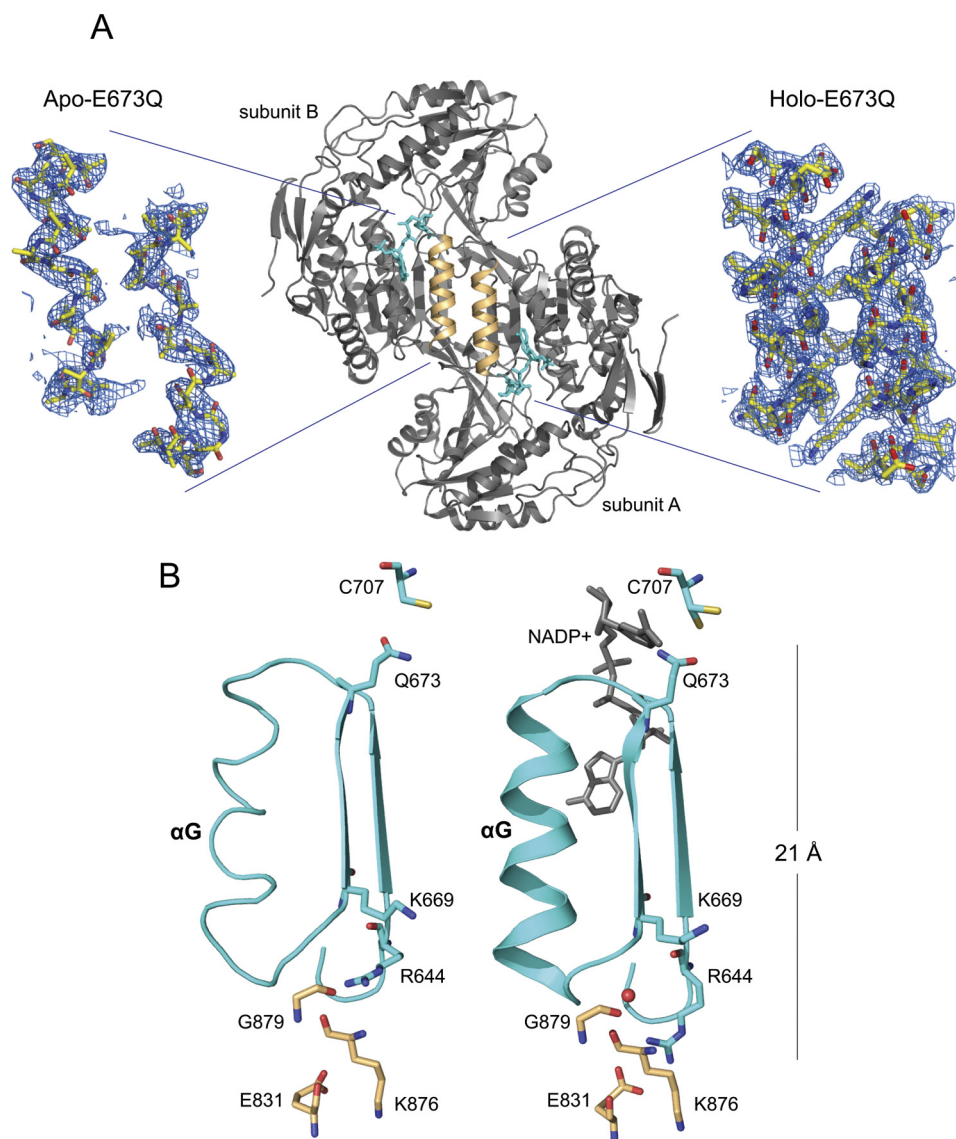 A
Apo-E673Q
subunit B
Holo-E673Q
subunit A
B
C707
C707
NADP+
Q673
Q673
αG
αG
21 Å
K669
K669
R644
R644
G879
G879
E831
K876
E831
K876